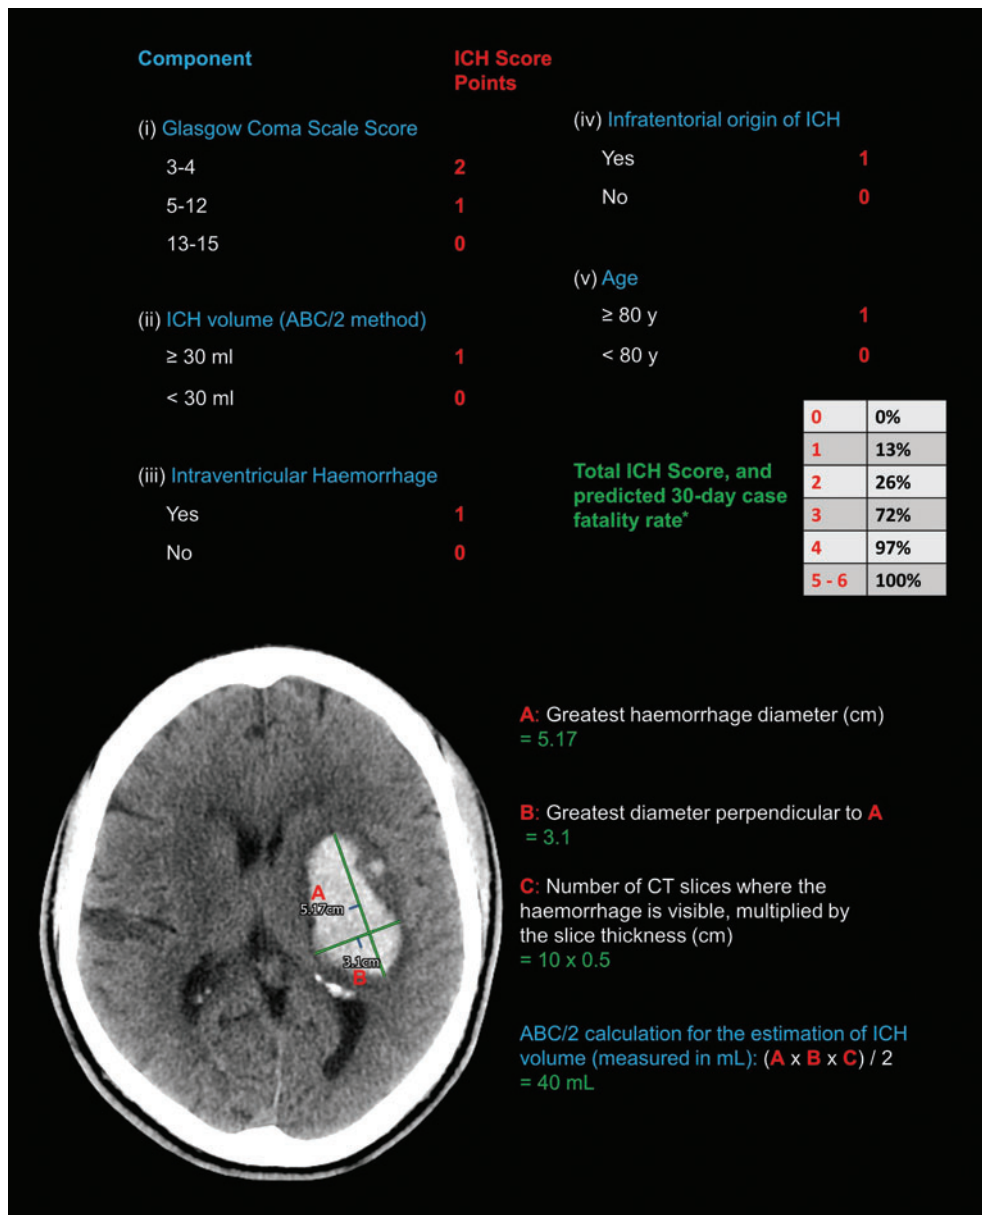 Component
ICH Score
Points
(i) Glasgow Coma Scale Score
3-4
2
5-12
1
13-15
0
(ii) ICH volume (ABC/2 method)
≥ 30 ml
1
< 30 ml
0
(iii) Intraventricular Haemorrhage
Yes
1
No
0
(iv) Infratentorial origin of ICH
Yes
1
No
0
(v) Age
≥ 80 y
1
< 80 y
0
Total ICH Score, and
predicted 30-day case
fatality rate*
0 0%
1 13%
2 26%
3 72%
4 97%
5 - 6 100%
A
5.17cm
3.1cm
B
A: Greatest haemorrhage diameter (cm)
= 5.17
B: Greatest diameter perpendicular to A
= 3.1
C: Number of CT slices where the
haemorrhage is visible, multiplied by
the slice thickness (cm)
= 10 x 0.5
ABC/2 calculation for the estimation of ICH
volume (measured in mL): (A x B x C) / 2
= 40 mL